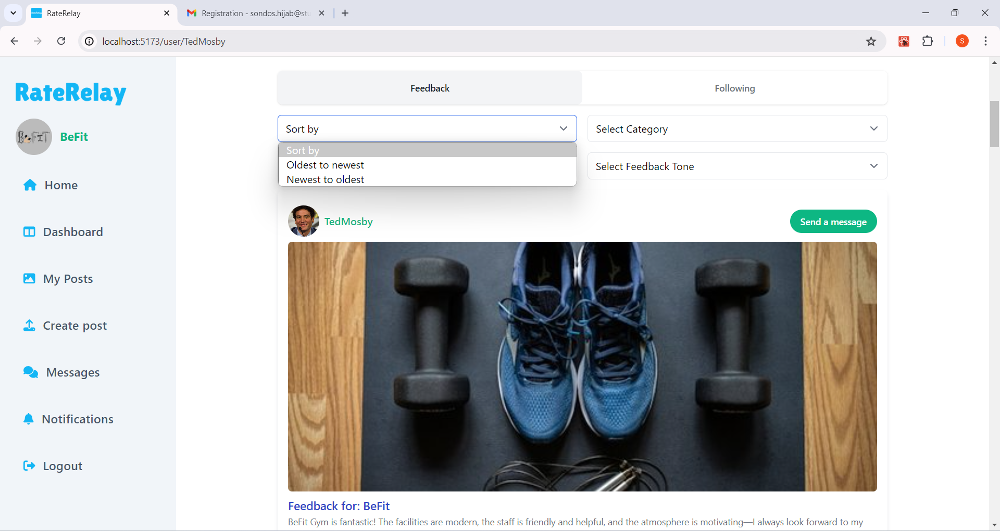 RateRelay
Registration - sondos.hijab@stu
localhost:5173/user/TedMosby
S
RateRelay
BeFit
BeFit
Home
Dashboard
My Posts
Create post
Messages
Notifications
Logout
Feedback
Following
Sort by
Select Category
Sort by
Oldest to newest
Newest to oldest
Select Feedback Tone
TedMosby
Send a message
Feedback for: BeFit
BeFit Gym is fantastic! The facilities are modern, the staff is friendly and helpful, and the atmosphere is motivating—I always look forward to my